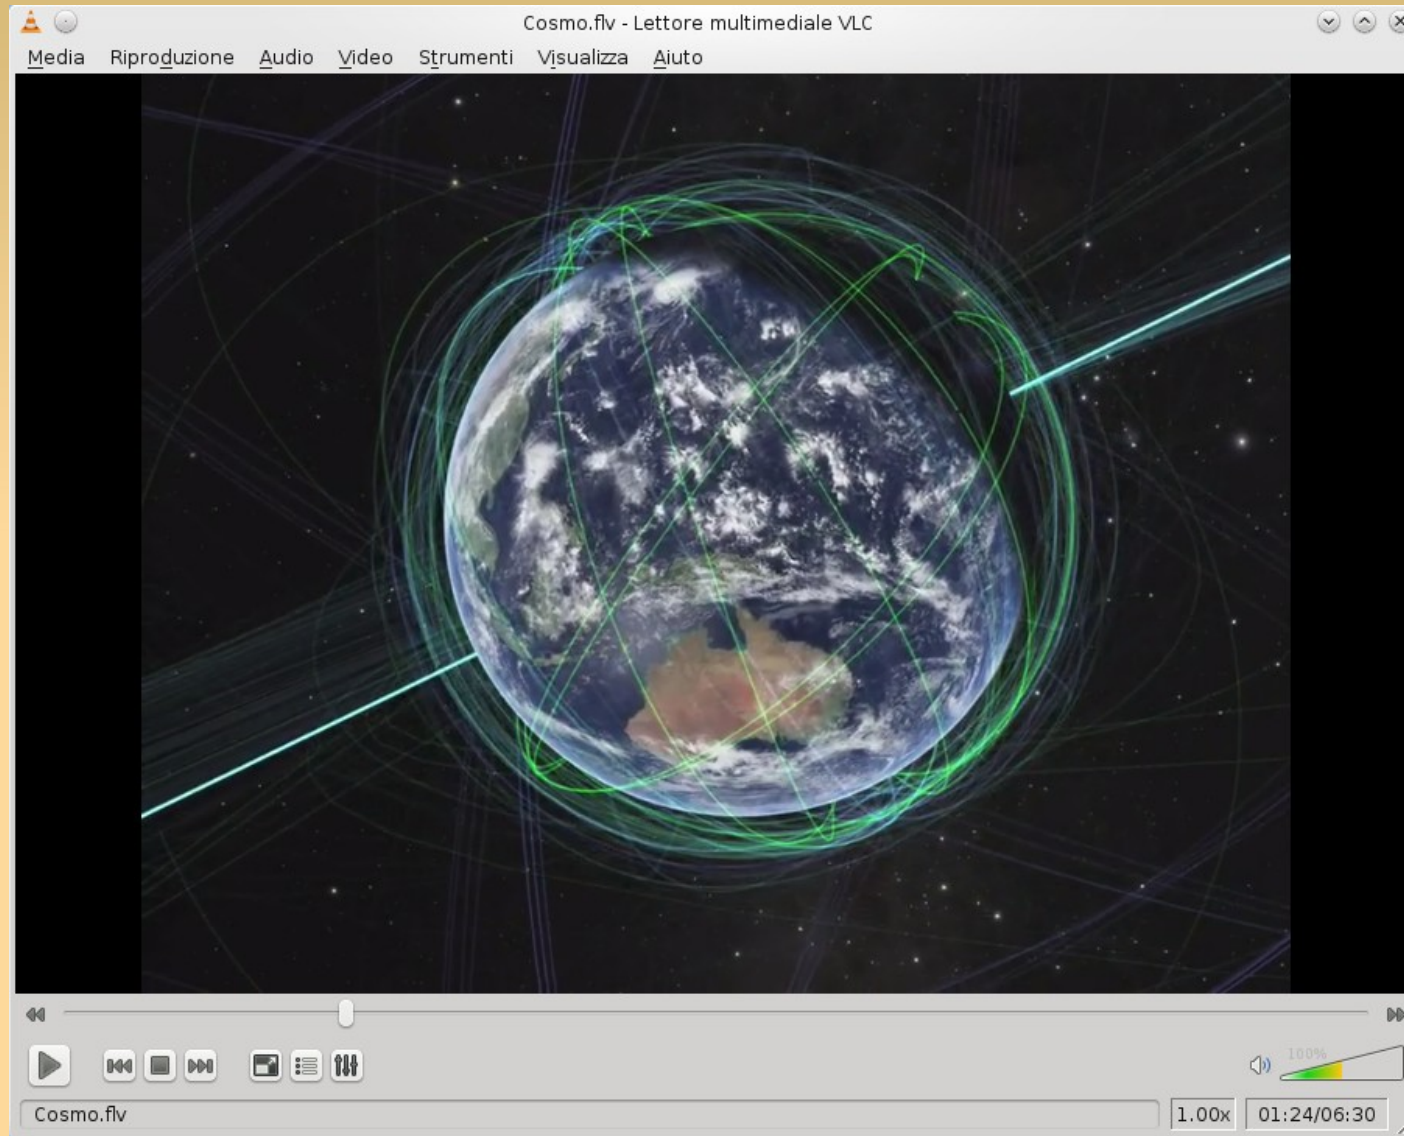 Cosmo.flv - Lettore multimediale VLC
Media Riproduzione Audio Video Strumenti Visualizza Aiuto
100%
Cosmo.flv 1.00x 01:24/06:30